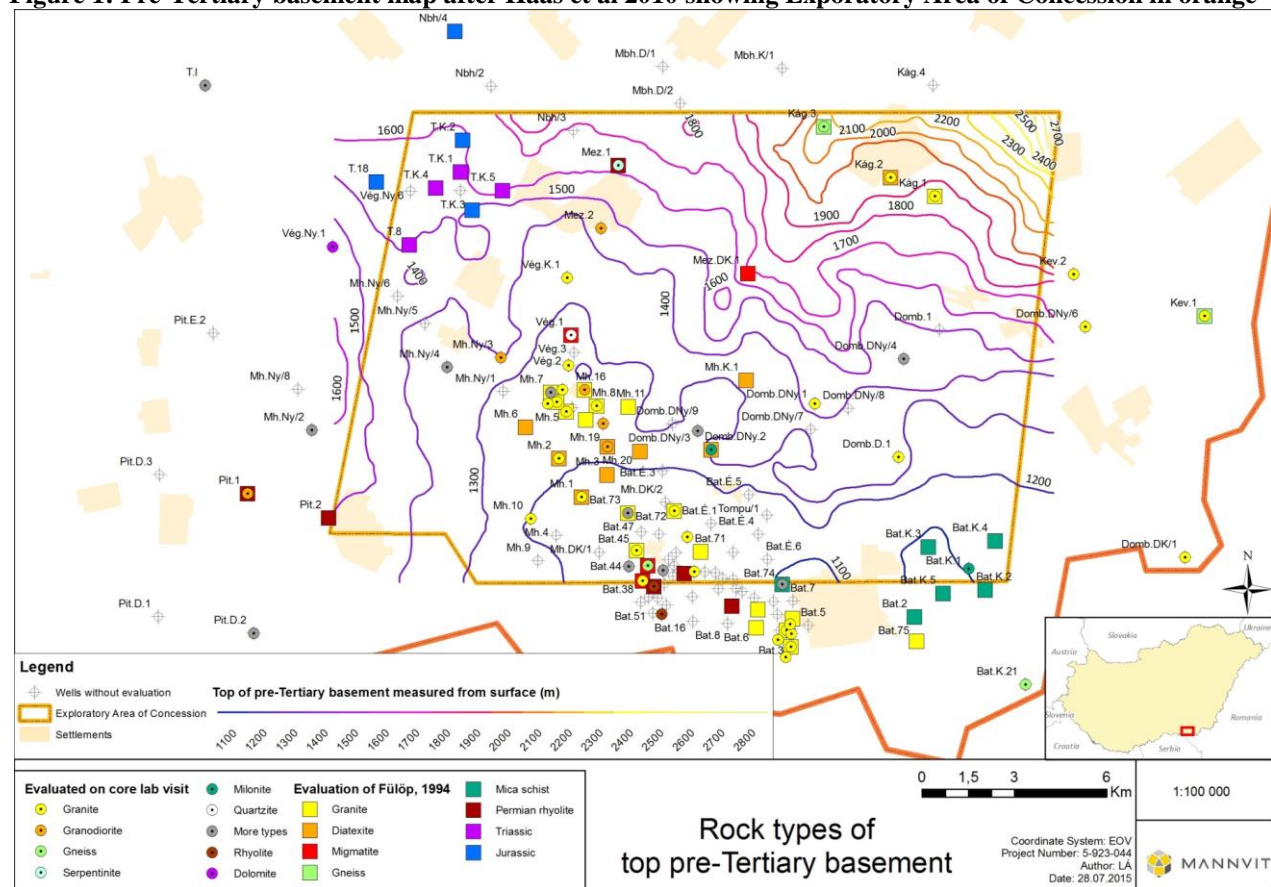 Figure 1. Pre-Tertiary basement map after Haas et al 2010 showing Exporatory Area of Concession in orange
Nbh/4
T.I
Nbh/2
Mbh.D/1
Mbh.K/1
Mbh.D/2
Kág.4
1600
T.K.2
Nbh/3
1800
Kág.3
2100
2000
2200
2500
2700
2300
2400
T.K.1
Mez.1
T.18
T.K.4
T.K.5
Kág.2
Kág.1
Vég.Ny.6
1500
T.K.3
1900
1800
Mez.2
Vég.Ny.1
T.8
1700
1400
Vég.K.1
Mez.DK.1
1600
Kev.2
Mh.Ny/6
Mh.Ny/5
1400
Kev.1
Pit.E.2
1500
Vég.1
Domb.1
Domb.DNy/6
Vég.3
Vég.2
Mh.Ny/3
Mh.Ny/4
Domb.DNy/4
Mh.Ny/8
1600
Mh.Ny/1
Mh.7
Mh.16
Mh.K.1
Mh.8
Mh.11
Domb.DNy.1
Domb.DNy/8
Mh.Ny/2
Mh.6
Mh.5
Domb.DNy/9
Domb.DNy/7
Mh.19
Domb.DNy/3
Domb.DNy.2
Mh.2
Mh.3
Mh.20
Domb.D.1
Pit.D.3
Bat.É.3
1300
Mh.1
Mh.DK/2
Bat.É.5
1200
Pit.1
Bat.73
Pit.2
Mh.10
Bat.72
Bat.É.1
Tompu/1
Bat.47
Bat.É.4
Mh.4
Bat.45
Bat.71
Bat.K.3
Bat.K.4
Mh.9
Mh.DK/1
Bat.É.6
Domb.DK/1
Bat.44
Bat.74
1100
Bat.K.1
Bat.38
Bat.7
Bat.K.5
Bat.K.2
Pit.D.1
Bat.51
Bat.5
Bat.2
Pit.D.2
Bat.16
Bat.8
Bat.6
Bat.75
Bat.3
Bat.K.21
N
Legend
Wells without evaluation
Exploratory Area of Concession
Settlements
Top of pre-Tertiary basement measured from surface (m)
1100 1200 1300 1400 1500 1600 1700 1800 1900 2000 2100 2200 2300 2400 2500 2600 2700 2800
Slovakia
Ukraine
Austria
Slovenia
Romania
Croatia
Serbia
Evaluated on core lab visit
Granite
Granodiorite
Gneiss
Serpentinite
Milonite
Quartzite
More types
Rhyolite
Dolomite
Evaluation of Fülöp, 1994
Granite
Diatexite
Migmatite
Gneiss
Mica schist
Permian rhyolite
Triassic
Jurassic
Rock types of
top pre-Tertiary basement
0 1,5 3 6
Km
1:100 000
Coordinate System: EOV
Project Number: 5-923-044
Author: LÁ
Date: 28.07.2015
MANNVIT